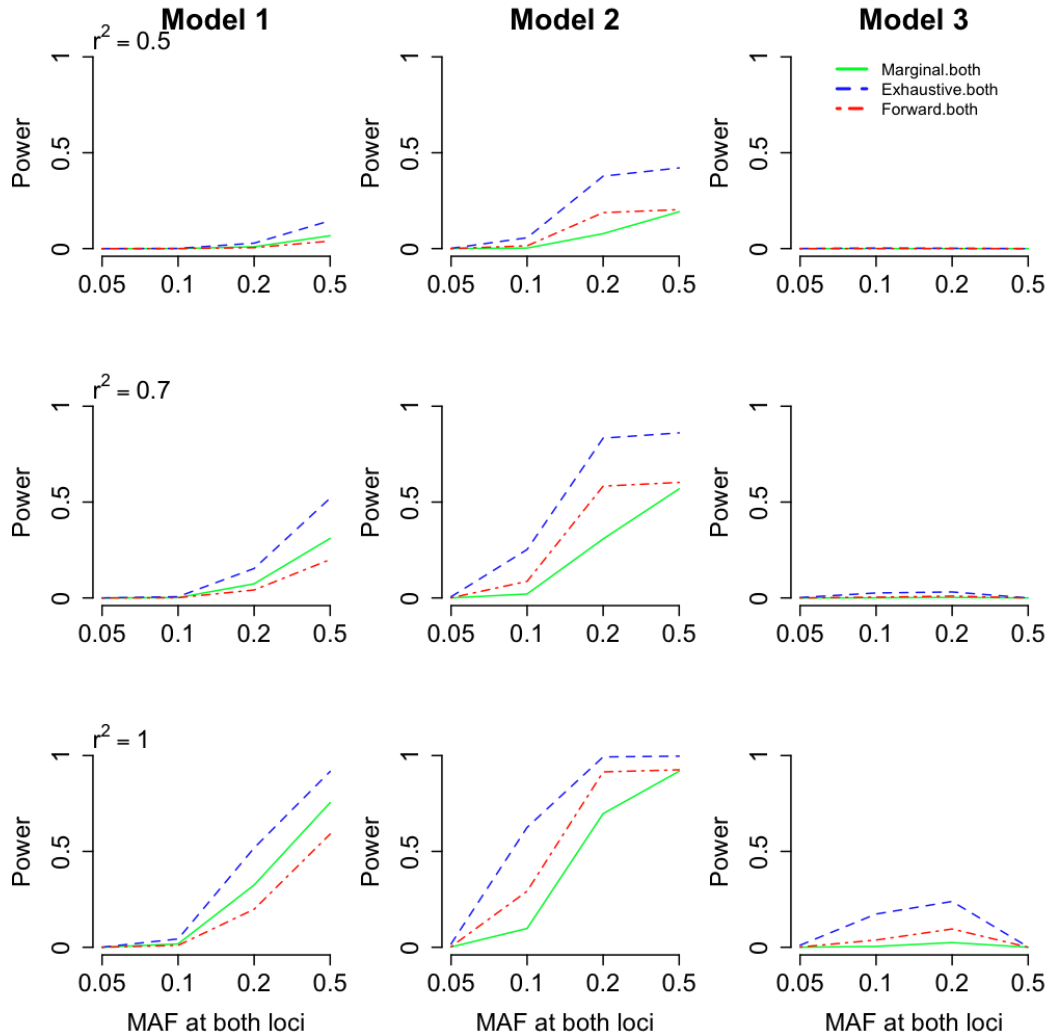 Model 1 Model 2 Model 3
r² = 0.5
Marginal.both
Exhaustive.both
Forward.both
Power 0 0.5 1 Power 0 0.5 1 Power 0 0.5 1
0.05 0.1 0.2 0.5 0.05 0.1 0.2 0.5 0.05 0.1 0.2 0.5
r² = 0.7
Power 0 0.5 1 Power 0 0.5 1 Power 0 0.5 1
0.05 0.1 0.2 0.5 0.05 0.1 0.2 0.5 0.05 0.1 0.2 0.5
r² = 1
Power 0 0.5 1 Power 0 0.5 1 Power 0 0.5 1
0.05 0.1 0.2 0.5 0.05 0.1 0.2 0.5 0.05 0.1 0.2 0.5
MAF at both loci MAF at both loci MAF at both loci